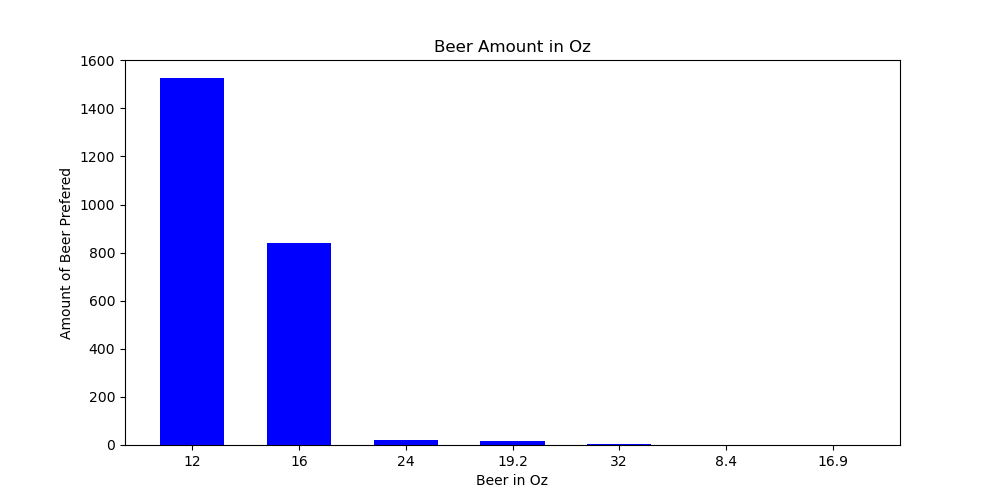 Beer Amount in Oz
1600
1400
1200
1000
800
600
400
200
0
Amount of Beer Prefered
12 16 24 19.2 32 8.4 16.9
Beer in Oz